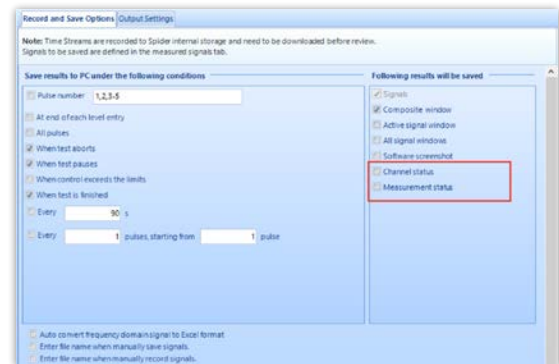 Record and Save Options Output Settings
Note: Time Streams are recorded to Spider internal storage and need to be downloaded before review.
Signals to be saved are defined in the measured signals tab.
Save results to PC under the following conditions
Pulse number 1,2,3-5
At end of each level entry
All pulses
When test aborts
When test pauses
When control exceeds the limits
When test is finished
Every 90 s
Every 1 pulses, starting from 1 pulse
Following results will be saved
Signals
Composite window
Active signal window
All signal windows
Software screenshot
Channel status
Measurement status
Auto convert frequency domain signal to Excel format
Enter file name when manually save signals.
Enter file name when manually record signals.